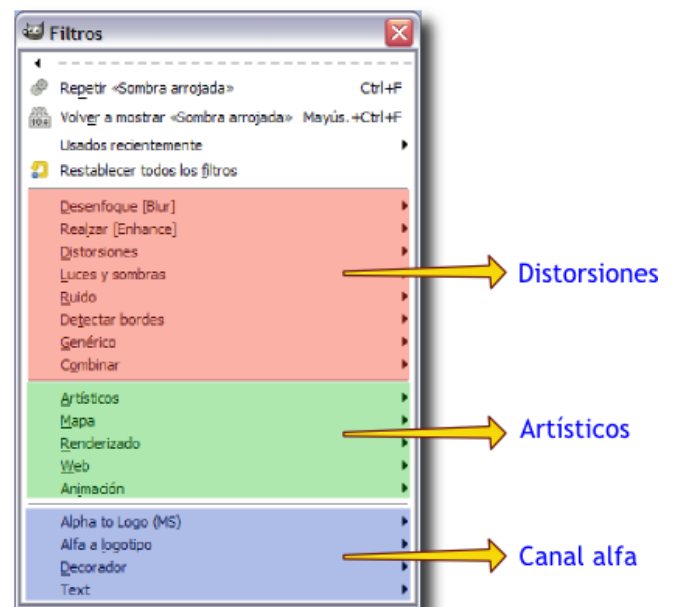 Filtros
Repetir «Sombra arrojada» Ctrl+F
Volver a mostrar «Sombra arrojada» Mayús.+Ctrl+F
Usados recientemente
Restablecer todos los filtros
Desenfoque [Blur]
Realzar [Enhance]
Distorsiones
Luces y sombras
Distorsiones
Ruido
Detectar bordes
Genérico
Combinar
Artísticos
Mapa
Renderizado
Artísticos
Web
Animación
Alpha to Logo (MS)
Alfa a logotipo
Decorador
Canal alfa
Text